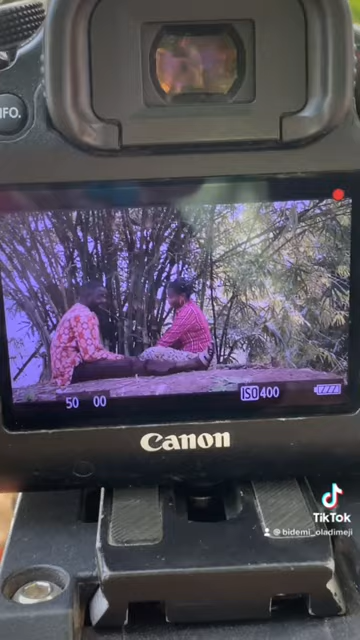 INFO.
50 00
ISO 400
Canon
TikTok
@bidemi_oladimeji